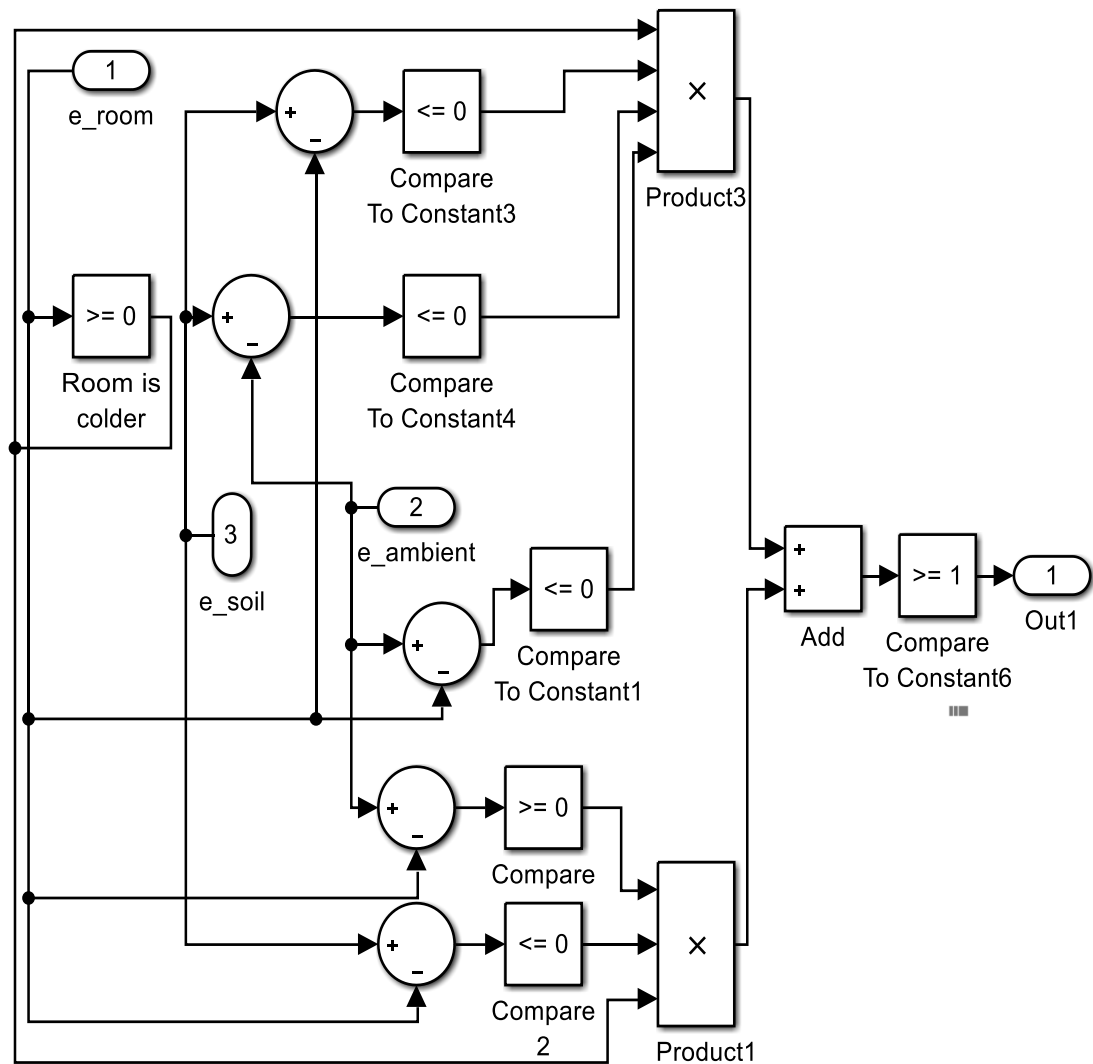 1
e_room
+
−
<= 0
Compare
To Constant3
×
Product3
>= 0
Room is
colder
+
−
<= 0
Compare
To Constant4
3
e_soil
2
e_ambient
+
−
<= 0
Compare
To Constant1
+
+
Add
>= 1
Compare
To Constant6
1
Out1
+
−
>= 0
Compare
+
−
<= 0
Compare
2
×
Product1